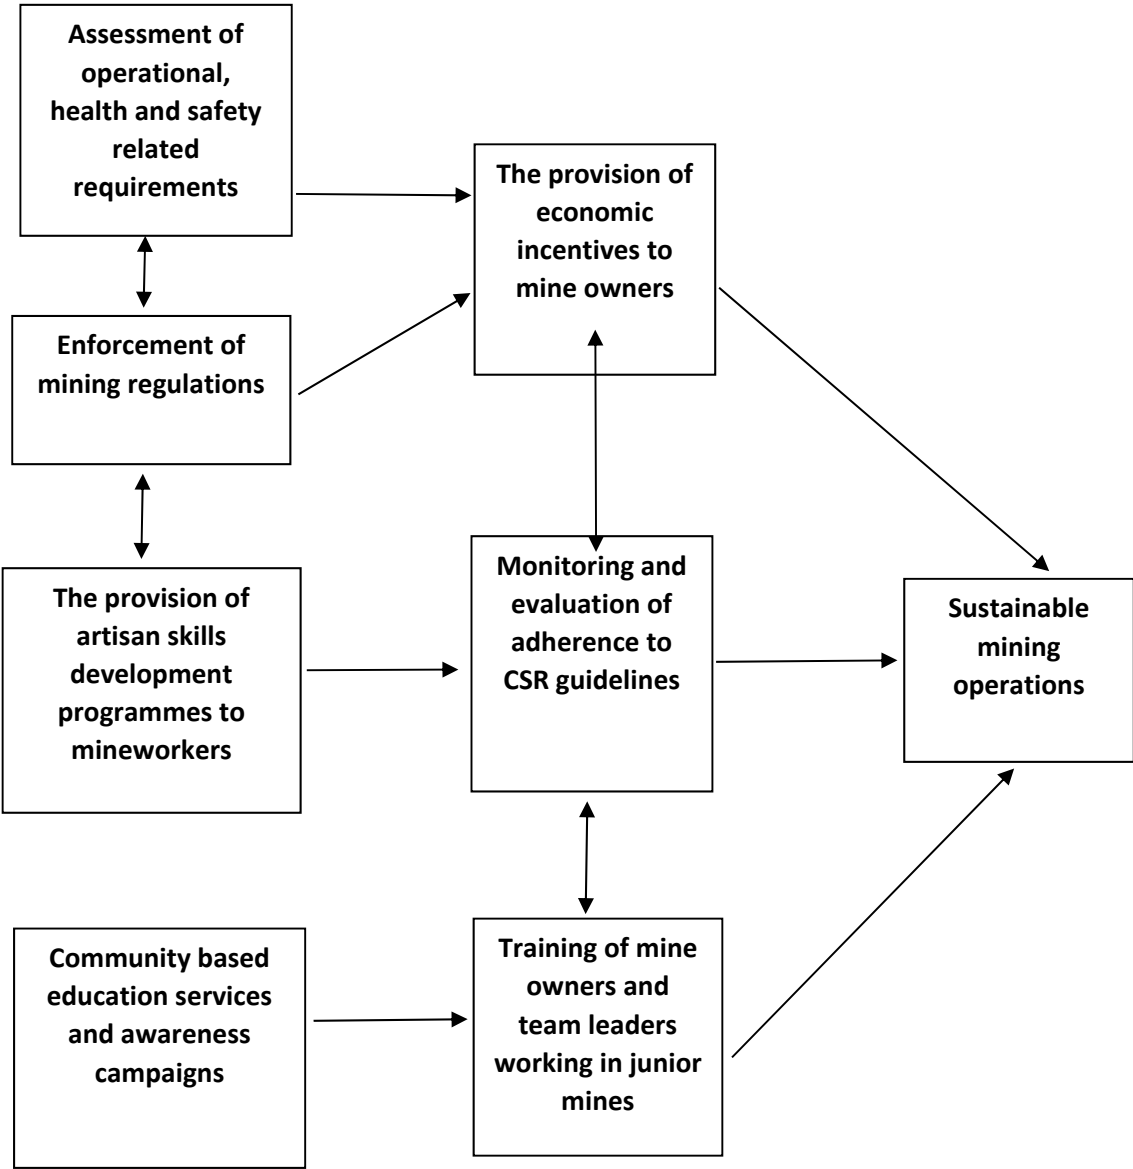 Assessment of
operational,
health and safety
related
requirements
The provision of
economic
incentives to
mine owners
Enforcement of
mining regulations
The provision of
artisan skills
development
programmes to
mineworkers
Monitoring and
evaluation of
adherence to
CSR guidelines
Sustainable
mining
operations
Community based
education services
and awareness
campaigns
Training of mine
owners and
team leaders
working in junior
mines